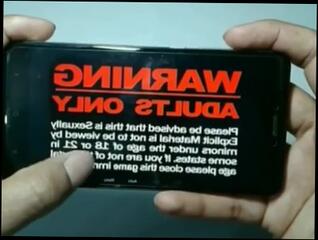 WARNING
ADULTS ONLY
Please be advised that this is Sexually
Explicit Material is not to be viewed by
minors under the age of 18 or 21 in
some states. If you are not of
age please close this game